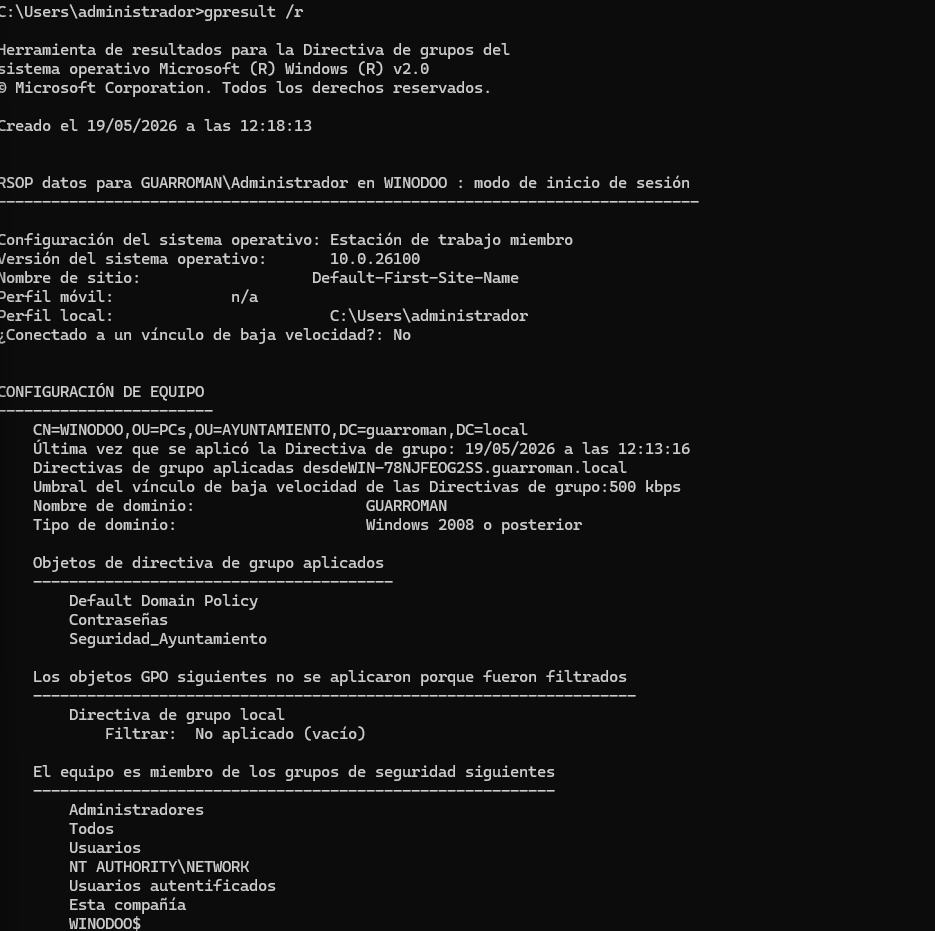 C:\Users\administrador>gpresult /r
Herramienta de resultados para la Directiva de grupos del
sistema operativo Microsoft (R) Windows (R) v2.0
© Microsoft Corporation. Todos los derechos reservados.
Creado el 19/05/2026 a las 12:18:13
RSOP datos para GUARROMAN\Administrador en WINODOO : modo de inicio de sesión
------------------------------------------------------------------------------
Configuración del sistema operativo: Estación de trabajo miembro
Versión del sistema operativo:       10.0.26100
Nombre de sitio:                   Default-First-Site-Name
Perfil móvil:             n/a
Perfil local:                        C:\Users\administrador
¿Conectado a un vínculo de baja velocidad?: No
CONFIGURACIÓN DE EQUIPO
------------------------
    CN=WINODOO,OU=PCs,OU=AYUNTAMIENTO,DC=guarroman,DC=local
    Última vez que se aplicó la Directiva de grupo: 19/05/2026 a las 12:13:16
    Directivas de grupo aplicadas desdeWIN-78NJFEOG2SS.guarroman.local
    Umbral del vínculo de baja velocidad de las Directivas de grupo:500 kbps
    Nombre de dominio:                   GUARROMAN
    Tipo de dominio:                     Windows 2008 o posterior
    Objetos de directiva de grupo aplicados
    ----------------------------------------
        Default Domain Policy
        Contraseñas
        Seguridad_Ayuntamiento
    Los objetos GPO siguientes no se aplicaron porque fueron filtrados
    -------------------------------------------------------------------
        Directiva de grupo local
            Filtrar:  No aplicado (vacío)
    El equipo es miembro de los grupos de seguridad siguientes
    ----------------------------------------------------------
        Administradores
        Todos
        Usuarios
        NT AUTHORITY\NETWORK
        Usuarios autentificados
        Esta compañía
        WINODOO$